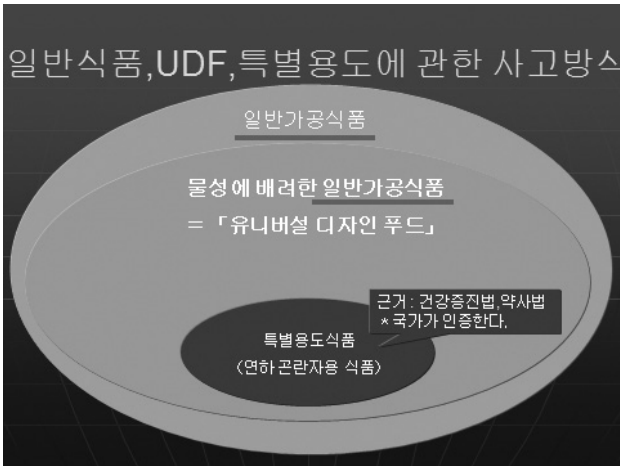 일반식품,UDF,특별용도에 관한 사고방식
일반가공식품
물성에 배려한 일반가공식품
= 「유니버설 디자인 푸드」
근거 : 건강증진법,약사법
* 국가가 인증한다.
특별용도식품
(연하 곤란자용 식품)